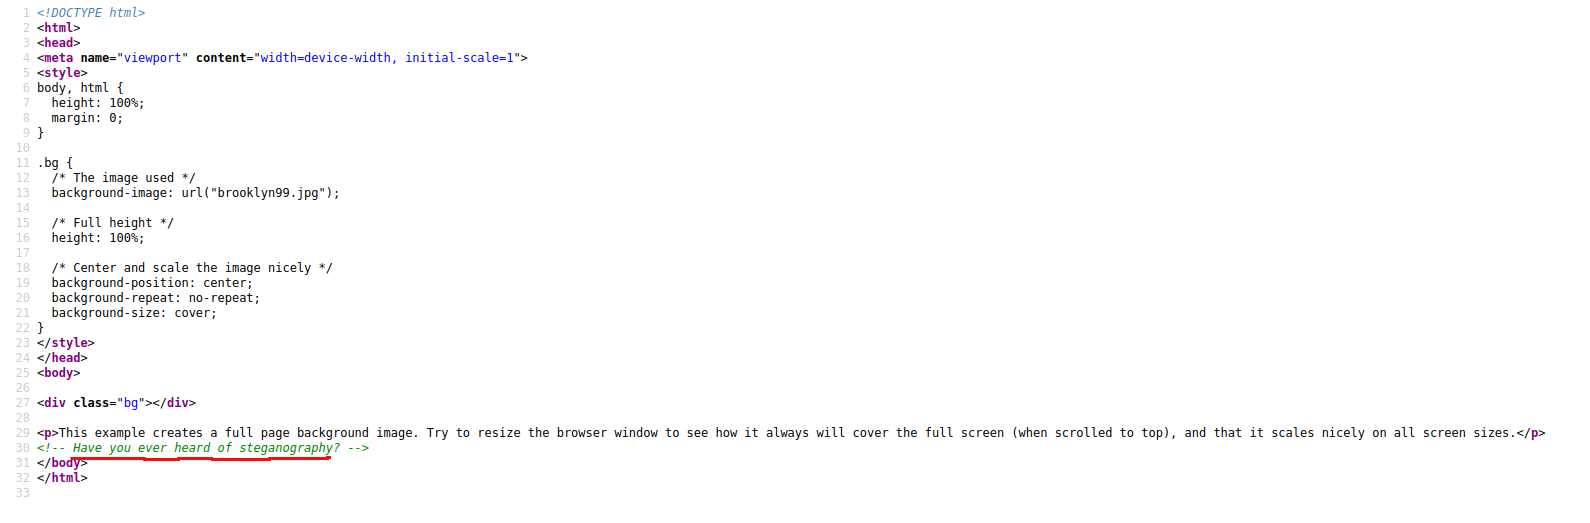 1 <!DOCTYPE html>
2 <html>
3 <head>
4 <meta name="viewport" content="width=device-width, initial-scale=1">
5 <style>
6 body, html {
7   height: 100%;
8   margin: 0;
9 }
10
11 .bg {
12   /* The image used */
13   background-image: url("brooklyn99.jpg");
14
15   /* Full height */
16   height: 100%;
17
18   /* Center and scale the image nicely */
19   background-position: center;
20   background-repeat: no-repeat;
21   background-size: cover;
22 }
23 </style>
24 </head>
25 <body>
26
27 <div class="bg"></div>
28
29 <p>This example creates a full page background image. Try to resize the browser window to see how it always will cover the full screen (when scrolled to top), and that it scales nicely on all screen sizes.</p>
30 <!-- Have you ever heard of steganography? -->
31 </body>
32 </html>
33